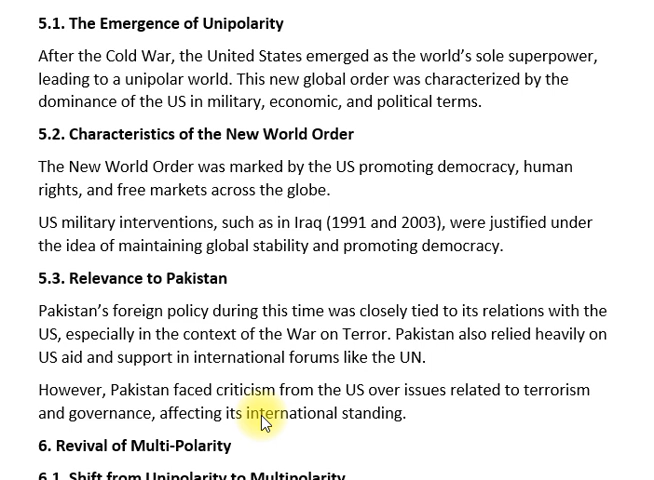 5.1. The Emergence of Unipolarity
After the Cold War, the United States emerged as the world’s sole superpower,
leading to a unipolar world. This new global order was characterized by the
dominance of the US in military, economic, and political terms.
5.2. Characteristics of the New World Order
The New World Order was marked by the US promoting democracy, human
rights, and free markets across the globe.
US military interventions, such as in Iraq (1991 and 2003), were justified under
the idea of maintaining global stability and promoting democracy.
5.3. Relevance to Pakistan
Pakistan’s foreign policy during this time was closely tied to its relations with the
US, especially in the context of the War on Terror. Pakistan also relied heavily on
US aid and support in international forums like the UN.
However, Pakistan faced criticism from the US over issues related to terrorism
and governance, affecting its international standing.
6. Revival of Multi-Polarity
6.1. Shift from Unipolarity to Multipolarity